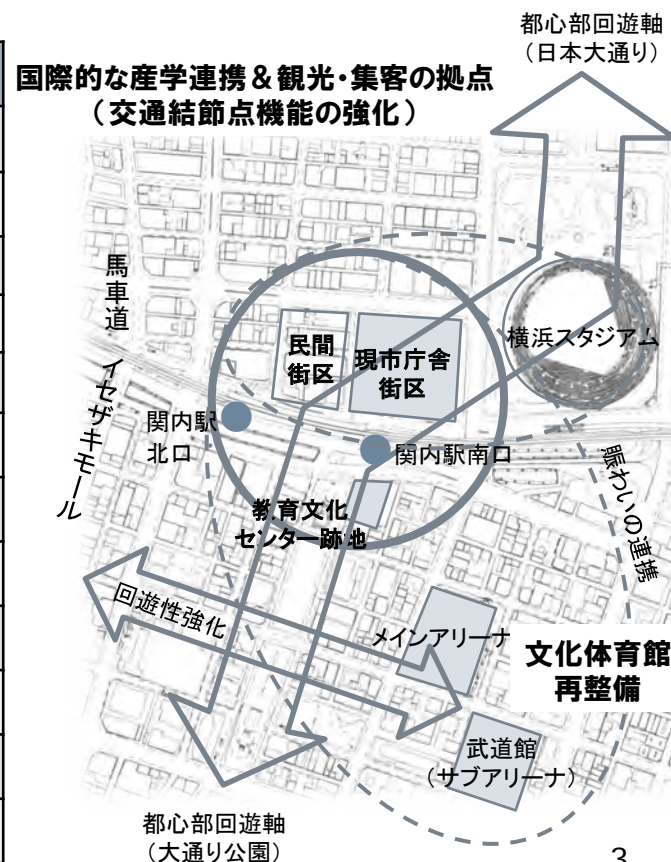 都心部回遊軸
（日本大通り）
国際的な産学連携＆観光・集客の拠点
（交通結節点機能の強化）
馬車道
イセザキモール
民間
街区
現市庁舎
街区
横浜スタジアム
関内駅
北口
関内駅南口
賑わいの連携
教育文化
センター跡地
回遊性強化
メインアリーナ
文化体育館
再整備
武道館
（サブアリーナ）
都心部回遊軸
（大通り公園）
3